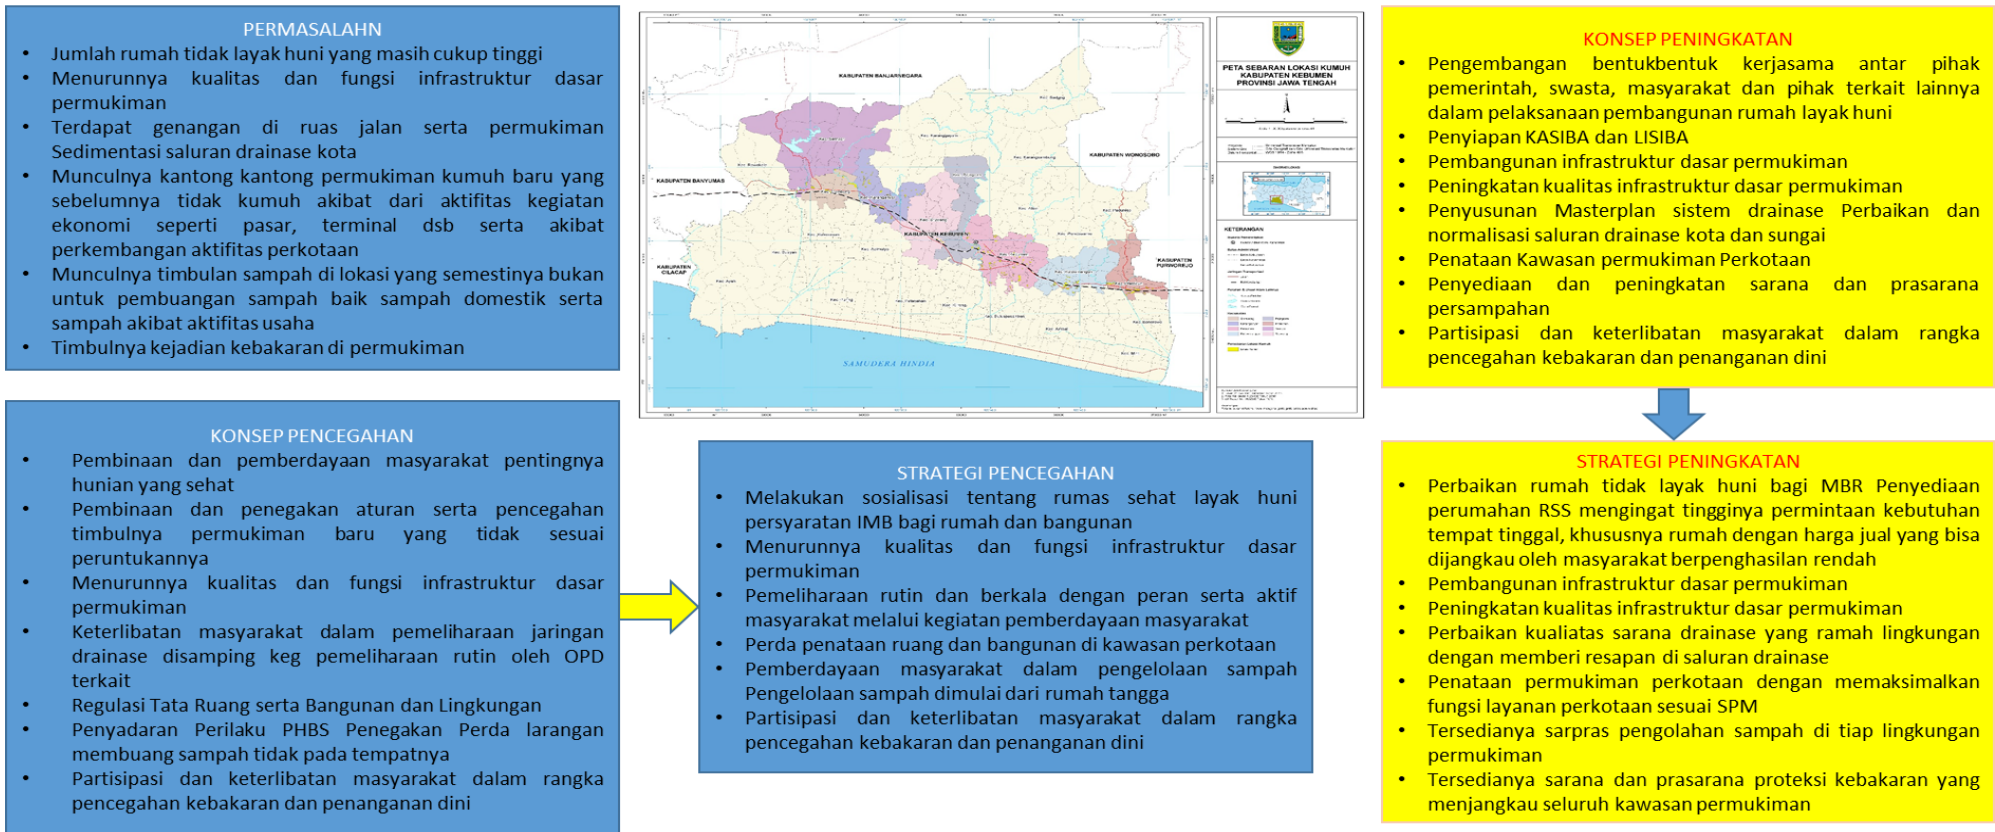 PERMASALAHN
• Jumlah rumah tidak layak huni yang masih cukup tinggi
• Menurunnya kualitas dan fungsi infrastruktur dasar
permukiman
• Terdapat genangan di ruas jalan serta permukiman
Sedimentasi saluran drainase kota
• Munculnya kantong kantong permukiman kumuh baru yang
sebelumnya tidak kumuh akibat dari aktifitas kegiatan
ekonomi seperti pasar, terminal dsb serta akibat
perkembangan aktifitas perkotaan
• Munculnya timbulan sampah di lokasi yang semestinya bukan
untuk pembuangan sampah baik sampah domestik serta
sampah akibat aktifitas usaha
• Timbulnya kejadian kebakaran di permukiman
KABUPATEN BANJARNEGARA
KABUPATEN WONOSOBO
KABUPATEN BANYUMAS
KABUPATEN KEBUMEN
KABUPATEN
CILACAP
KABUPATEN
PURWOREJO
SAMUDERA HINDIA
PETA SEBARAN LOKASI KUMUH
KABUPATEN KEBUMEN
PROVINSI JAWA TENGAH
KETERANGAN
KONSEP PENINGKATAN
• Pengembangan bentukbentuk kerjasama antar pihak
pemerintah, swasta, masyarakat dan pihak terkait lainnya
dalam pelaksanaan pembangunan rumah layak huni
• Penyiapan KASIBA dan LISIBA
• Pembangunan infrastruktur dasar permukiman
• Peningkatan kualitas infrastruktur dasar permukiman
• Penyusunan Masterplan sistem drainase Perbaikan dan
normalisasi saluran drainase kota dan sungai
• Penataan Kawasan permukiman Perkotaan
• Penyediaan dan peningkatan sarana dan prasarana
persampahan
• Partisipasi dan keterlibatan masyarakat dalam rangka
pencegahan kebakaran dan penanganan dini
KONSEP PENCEGAHAN
• Pembinaan dan pemberdayaan masyarakat pentingnya
hunian yang sehat
• Pembinaan dan penegakan aturan serta pencegahan
timbulnya permukiman baru yang tidak sesuai
peruntukannya
• Menurunnya kualitas dan fungsi infrastruktur dasar
permukiman
• Keterlibatan masyarakat dalam pemeliharaan jaringan
drainase disamping keg pemeliharaan rutin oleh OPD
terkait
• Regulasi Tata Ruang serta Bangunan dan Lingkungan
• Penyadaran Perilaku PHBS Penegakan Perda larangan
membuang sampah tidak pada tempatnya
• Partisipasi dan keterlibatan masyarakat dalam rangka
pencegahan kebakaran dan penanganan dini
STRATEGI PENCEGAHAN
• Melakukan sosialisasi tentang rumas sehat layak huni
persyaratan IMB bagi rumah dan bangunan
• Menurunnya kualitas dan fungsi infrastruktur dasar
permukiman
• Pemeliharaan rutin dan berkala dengan peran serta aktif
masyarakat melalui kegiatan pemberdayaan masyarakat
• Perda penataan ruang dan bangunan di kawasan perkotaan
• Pemberdayaan masyarakat dalam pengelolaan sampah
Pengelolaan sampah dimulai dari rumah tangga
• Partisipasi dan keterlibatan masyarakat dalam rangka
pencegahan kebakaran dan penanganan dini
STRATEGI PENINGKATAN
• Perbaikan rumah tidak layak huni bagi MBR Penyediaan
perumahan RSS mengingat tingginya permintaan kebutuhan
tempat tinggal, khususnya rumah dengan harga jual yang bisa
dijangkau oleh masyarakat berpenghasilan rendah
• Pembangunan infrastruktur dasar permukiman
• Peningkatan kualitas infrastruktur dasar permukiman
• Perbaikan kualiatas sarana drainase yang ramah lingkungan
dengan memberi resapan di saluran drainase
• Penataan permukiman perkotaan dengan memaksimalkan
fungsi layanan perkotaan sesuai SPM
• Tersedianya sarpras pengolahan sampah di tiap lingkungan
permukiman
• Tersedianya sarana dan prasarana proteksi kebakaran yang
menjangkau seluruh kawasan permukiman